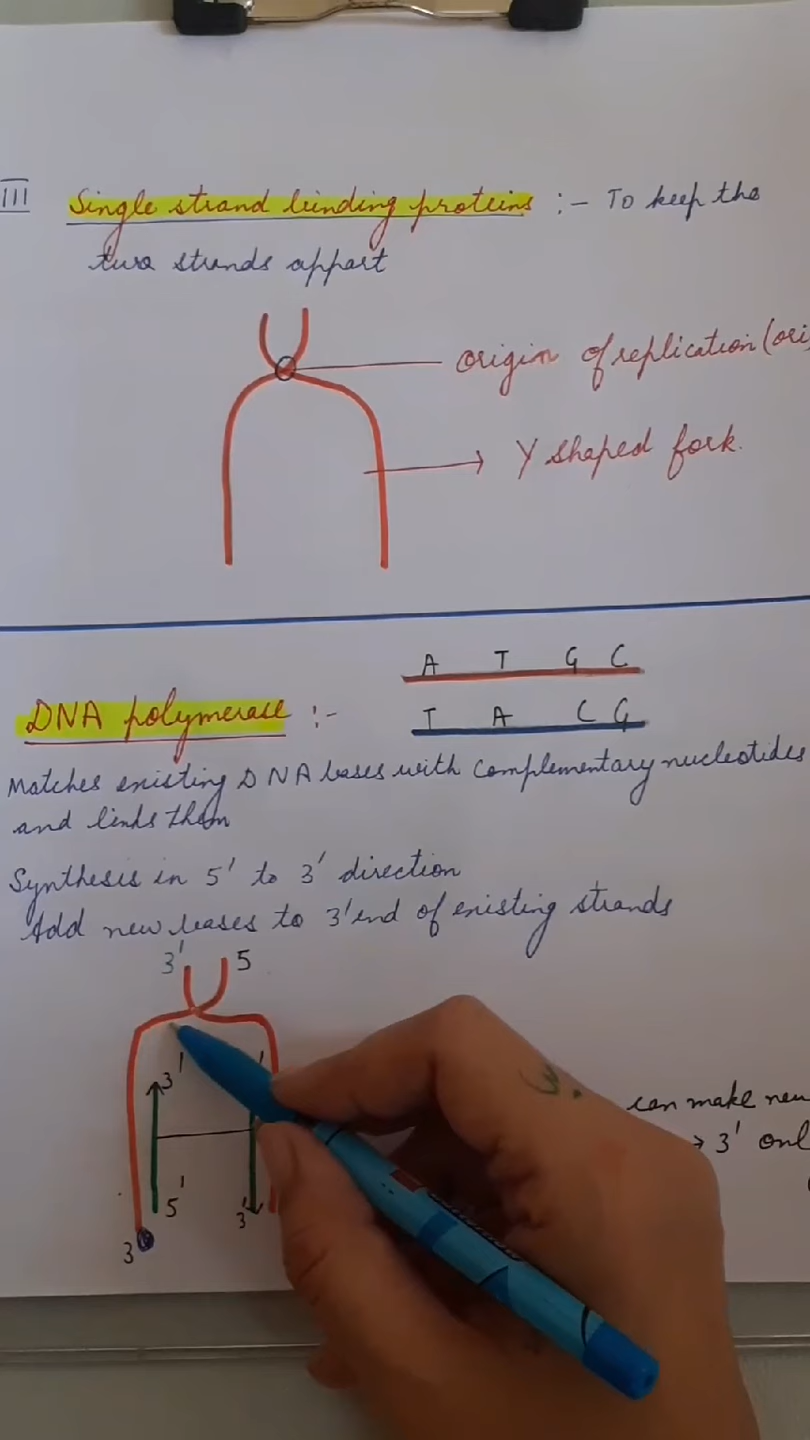 III Single strand binding proteins :- To keep the
two strands appart
origin of replication (ori
Y shaped fork.
A T G C
DNA polymerase :-
T A C G
Matches existing DNA bases with complementary nucleotides
and links them
Synthesis in 5' to 3' direction
Add new bases to 3' end of existing strands
3' 5
3' '
can make new
→ 3' onl
5' 3'
3